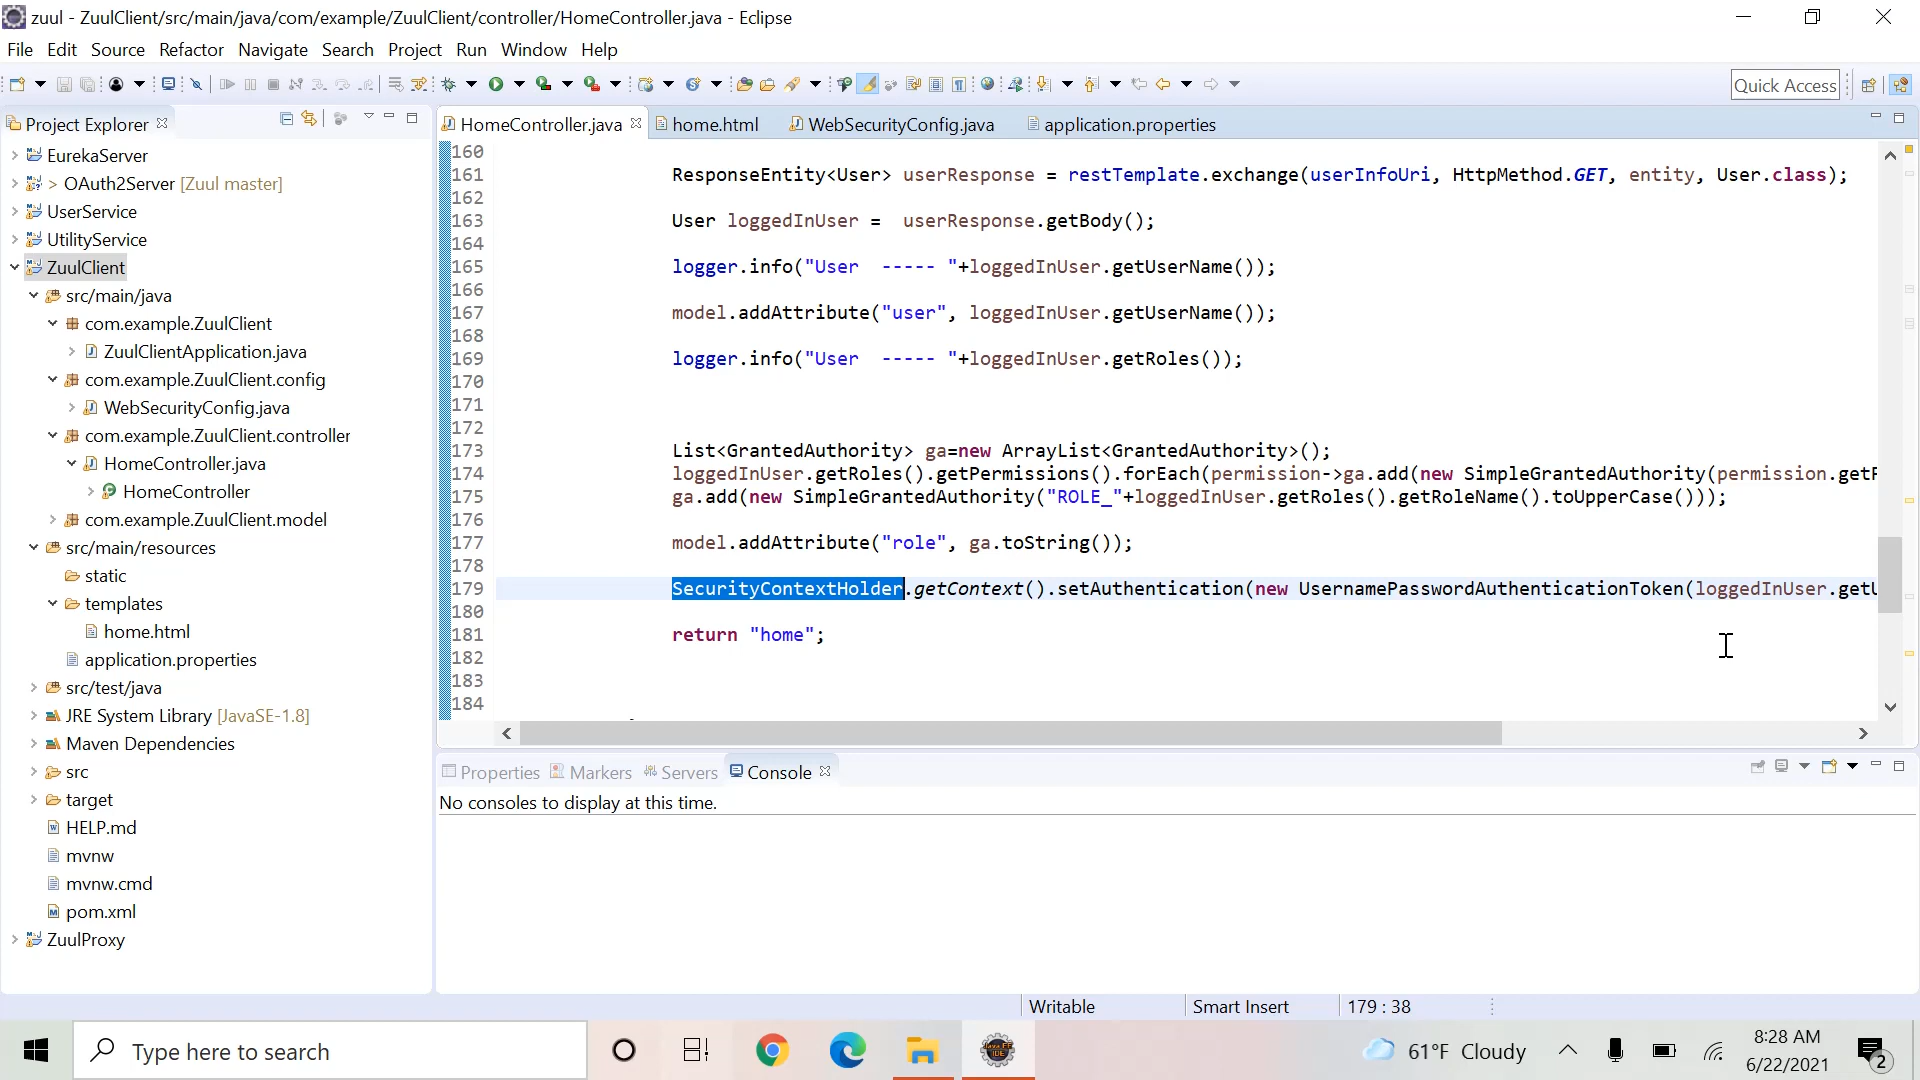 zuul - ZuulClient/src/main/java/com/example/ZuulClient/controller/HomeController.java - Eclipse
File Edit Source Refactor Navigate Search Project Run Window Help
Quick Access
Project Explorer
EurekaServer
> OAuth2Server [Zuul master]
UserService
UtilityService
ZuulClient
src/main/java
com.example.ZuulClient
ZuulClientApplication.java
com.example.ZuulClient.config
WebSecurityConfig.java
com.example.ZuulClient.controller
HomeController.java
HomeController
com.example.ZuulClient.model
src/main/resources
static
templates
home.html
application.properties
src/test/java
JRE System Library [JavaSE-1.8]
Maven Dependencies
src
target
HELP.md
mvnw
mvnw.cmd
pom.xml
ZuulProxy
HomeController.java home.html WebSecurityConfig.java application.properties
160
161 ResponseEntity<User> userResponse = restTemplate.exchange(userInfoUri, HttpMethod.GET, entity, User.class);
162
163 User loggedInUser =  userResponse.getBody();
164
165 logger.info("User  ----- "+loggedInUser.getUserName());
166
167 model.addAttribute("user", loggedInUser.getUserName());
168
169 logger.info("User  ----- "+loggedInUser.getRoles());
170
171
172
173 List<GrantedAuthority> ga=new ArrayList<GrantedAuthority>();
174 loggedInUser.getRoles().getPermissions().forEach(permission->ga.add(new SimpleGrantedAuthority(permission.get
175 ga.add(new SimpleGrantedAuthority("ROLE_"+loggedInUser.getRoles().getRoleName().toUpperCase()));
176
177 model.addAttribute("role", ga.toString());
178
179 SecurityContextHolder.getContext().setAuthentication(new UsernamePasswordAuthenticationToken(loggedInUser.get
180
181 return "home";
182
183
184
Properties Markers Servers Console
No consoles to display at this time.
Writable Smart Insert 179 : 38
Type here to search
61°F Cloudy
8:28 AM
6/22/2021
2